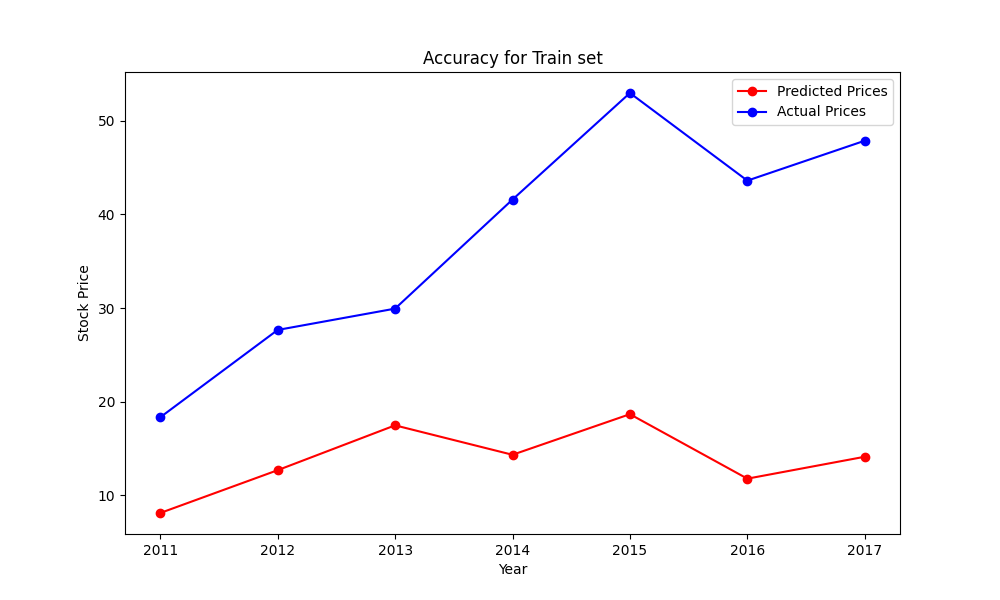 Accuracy for Train set
Predicted Prices
Actual Prices
Stock Price
50
40
30
20
10
2011 2012 2013 2014 2015 2016 2017
Year